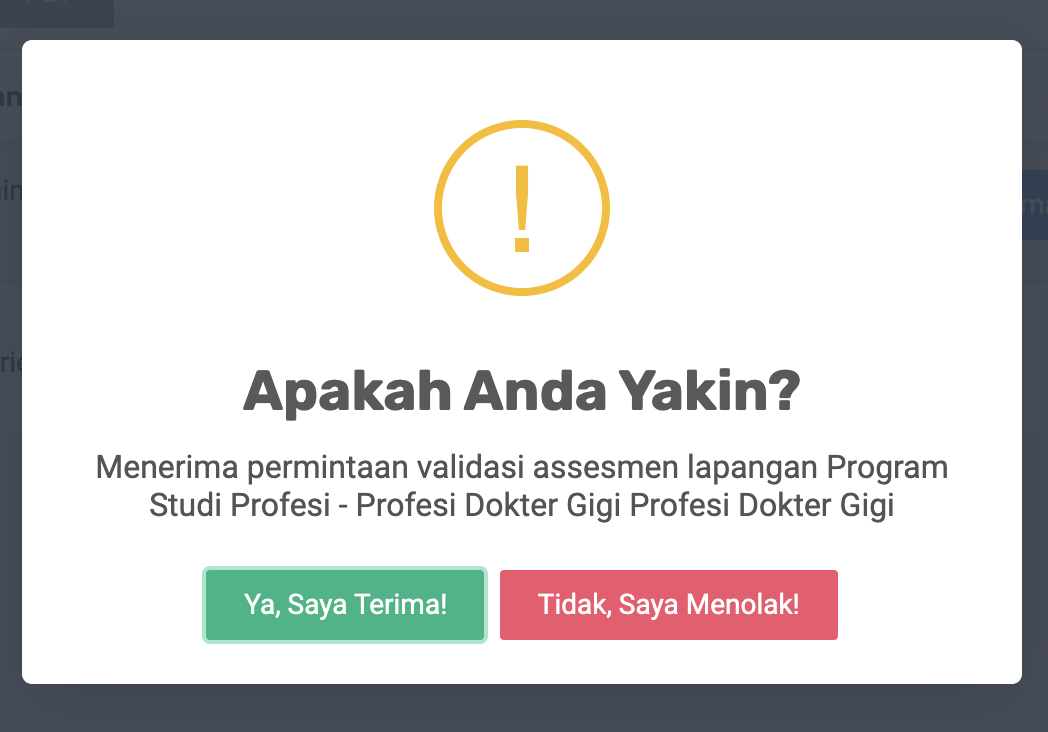 !
Apakah Anda Yakin?
Menerima permintaan validasi assesmen lapangan Program
Studi Profesi - Profesi Dokter Gigi Profesi Dokter Gigi
Ya, Saya Terima!
Tidak, Saya Menolak!